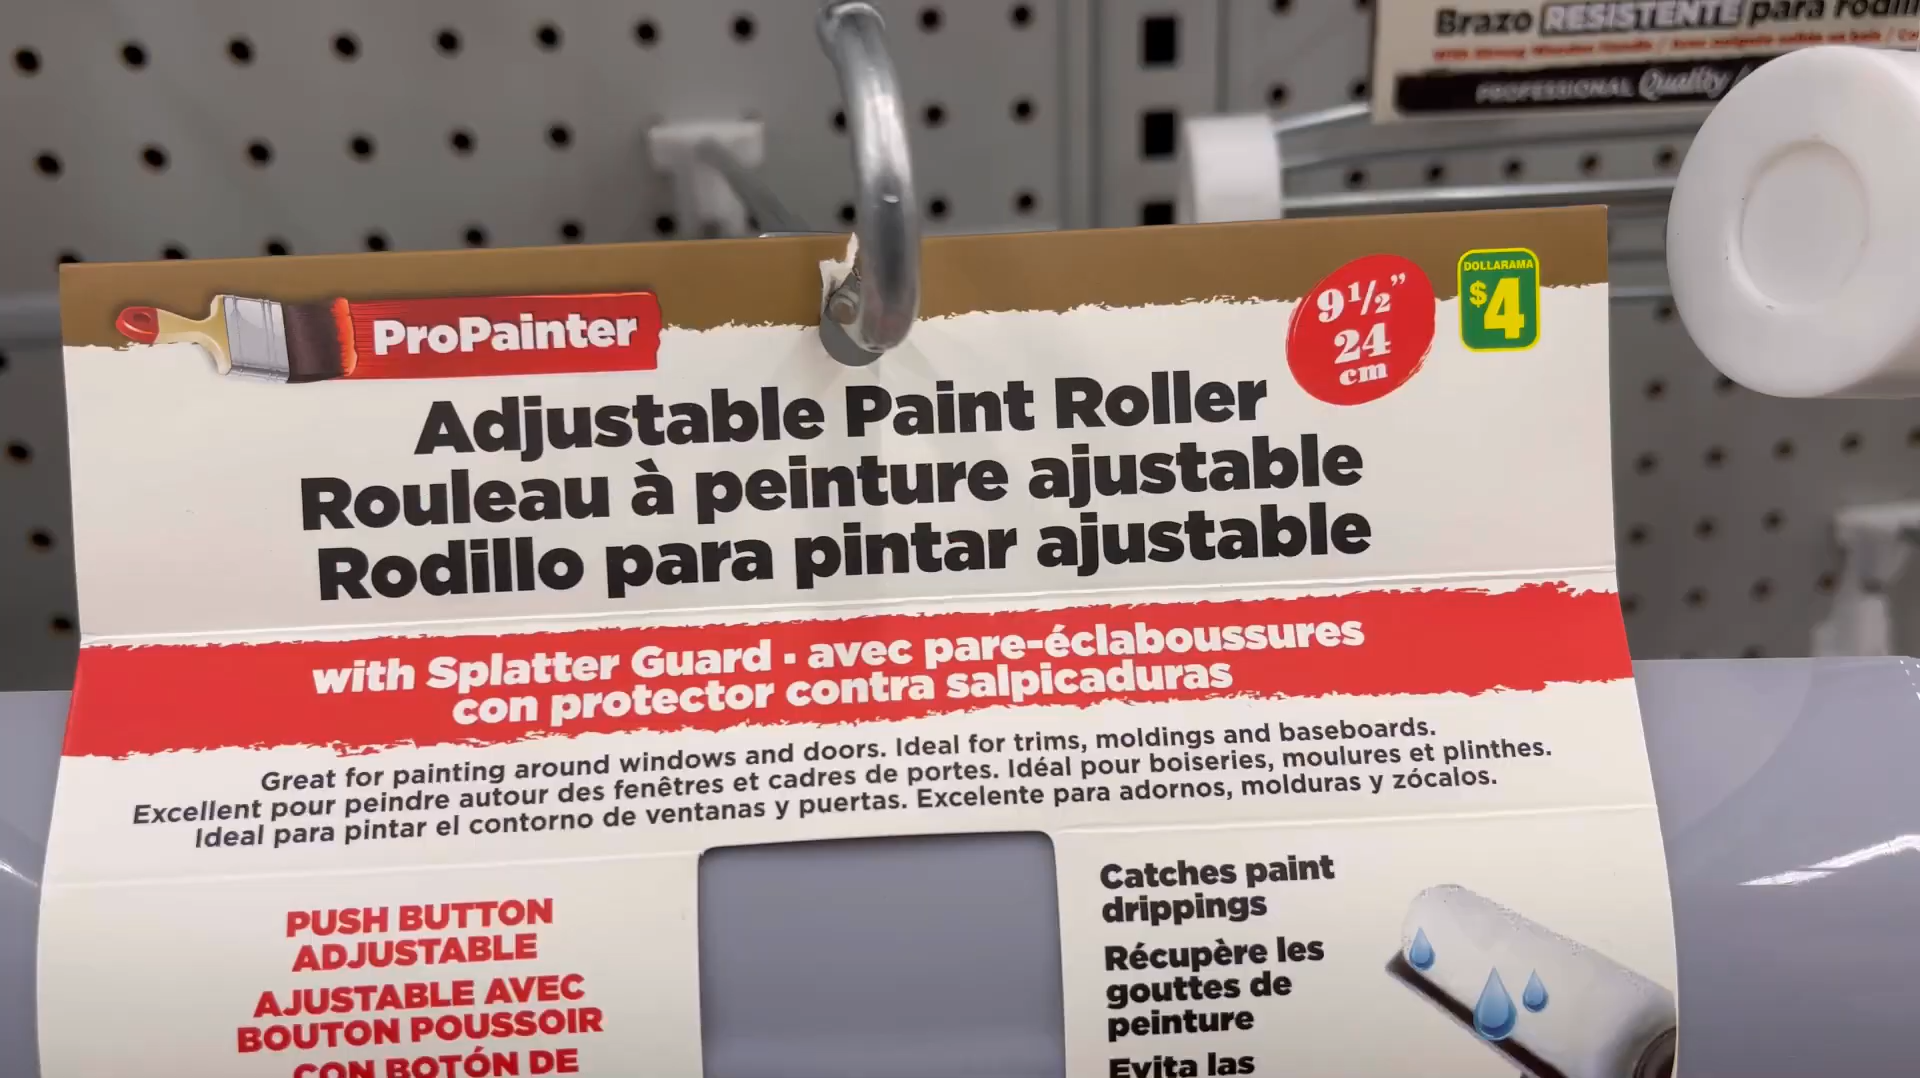 Brazo RESISTENTE para
PROFESSIONAL Quality
ProPainter
9½”
24
cm
DOLLARAMA
$4
Adjustable Paint Roller
Rouleau à peinture ajustable
Rodillo para pintar ajustable
with Splatter Guard · avec pare-éclaboussures
con protector contra salpicaduras
Great for painting around windows and doors. Ideal for trims, moldings and baseboards.
Excellent pour peindre autour des fenêtres et cadres de portes. Idéal pour boiseries, moulures et plinthes.
Ideal para pintar el contorno de ventanas y puertas. Excelente para adornos, molduras y zócalos.
PUSH BUTTON
ADJUSTABLE
AJUSTABLE AVEC
BOUTON POUSSOIR
CON BOTÓN DE
Catches paint
drippings
Récupère les
gouttes de
peinture
Evita las